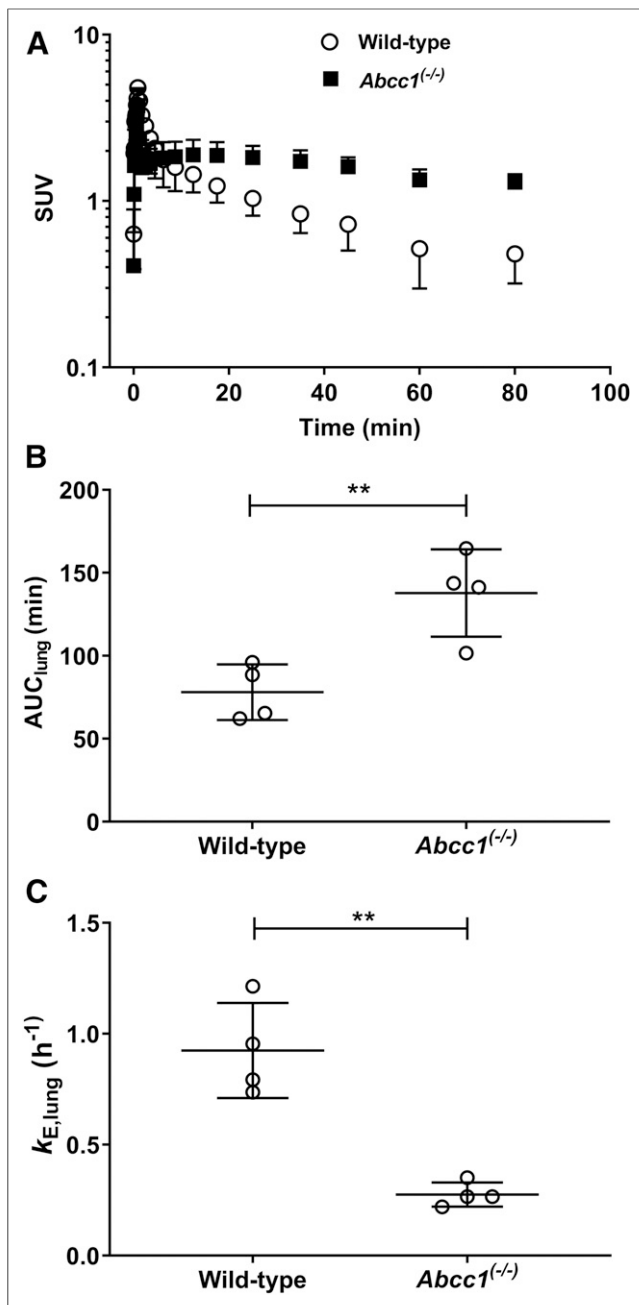 A
Wild-type
Abcc1(-/-)
10
1
0.1
SUV
0 20 40 60 80 100
Time (min)
B
**
200
150
100
50
0
AUClung (min)
Wild-type Abcc1(-/-)
C
**
1.5
1.0
0.5
0.0
kE,lung (h-1)
Wild-type Abcc1(-/-)